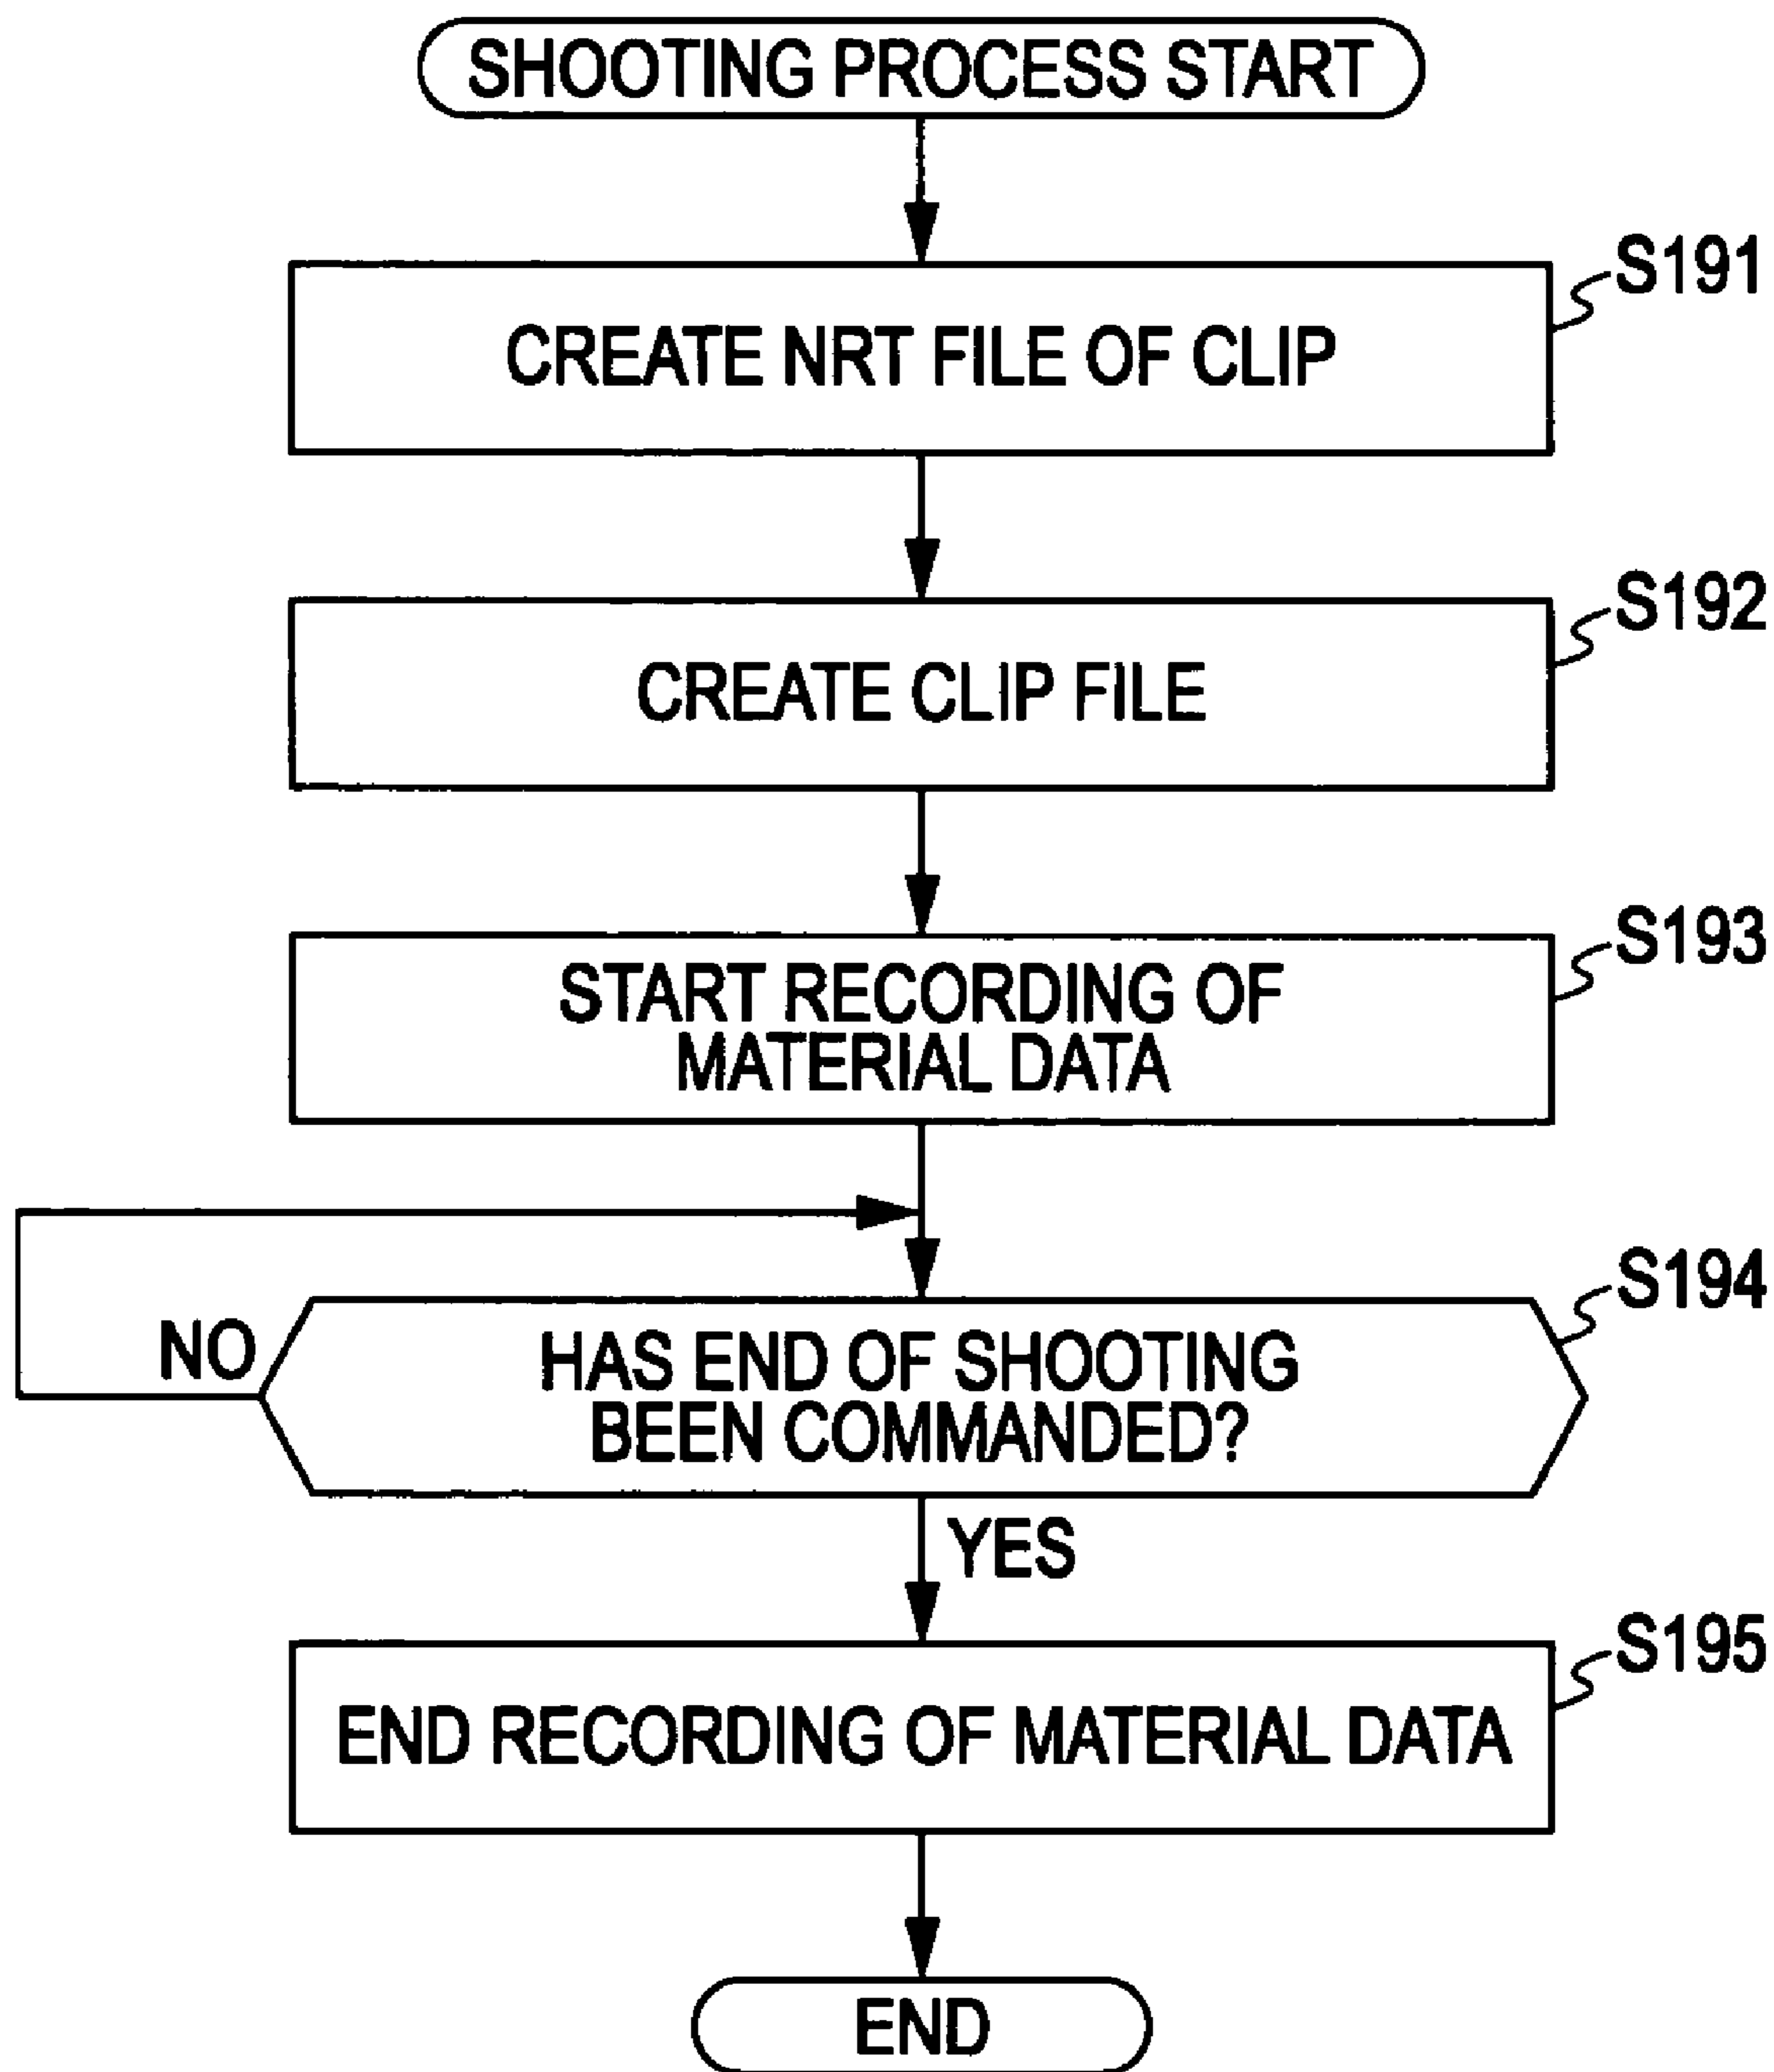 SHOOTING PROCESS START
S191
CREATE NRT FILE OF CLIP
S192
CREATE CLIP FILE
S193
START RECORDING OF
MATERIAL DATA
S194
NO
HAS END OF SHOOTING
BEEN COMMANDED?
YES
S195
END RECORDING OF MATERIAL DATA
END